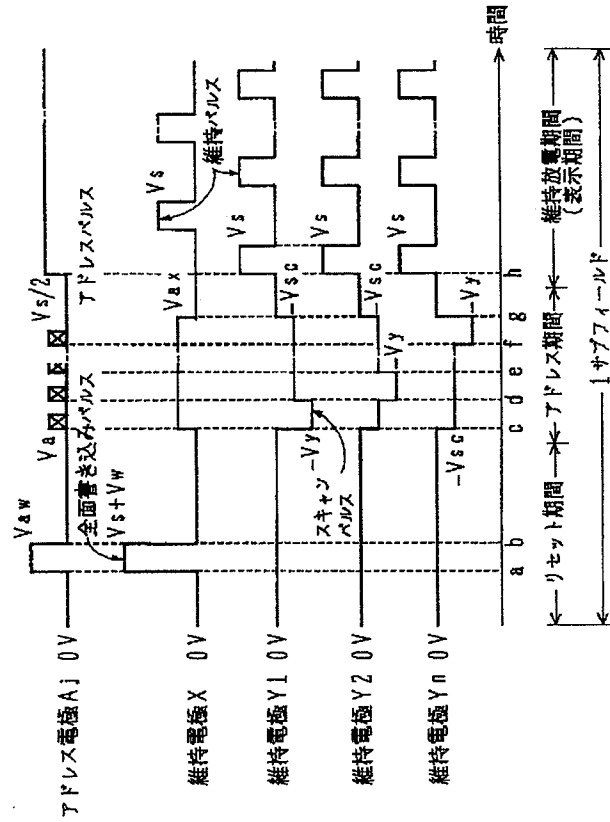 アドレス電極Aj 0V
Vaw
Va
Vs/2
アドレスパルス
全面書き込みパルス
Vs+Vw
維持電極X 0V
Vax
Vs
維持パルス
維持電極Y1 0V
-Vy
スキャン
パルス
-Vsc
Vs
維持電極Y2 0V
-Vy
-Vsc
Vs
維持電極Yn 0V
-Vsc
-Vy
Vs
a b c d e f g h
時間
リセット期間
アドレス期間
維持放電期間
(表示期間)
1サブフィールド